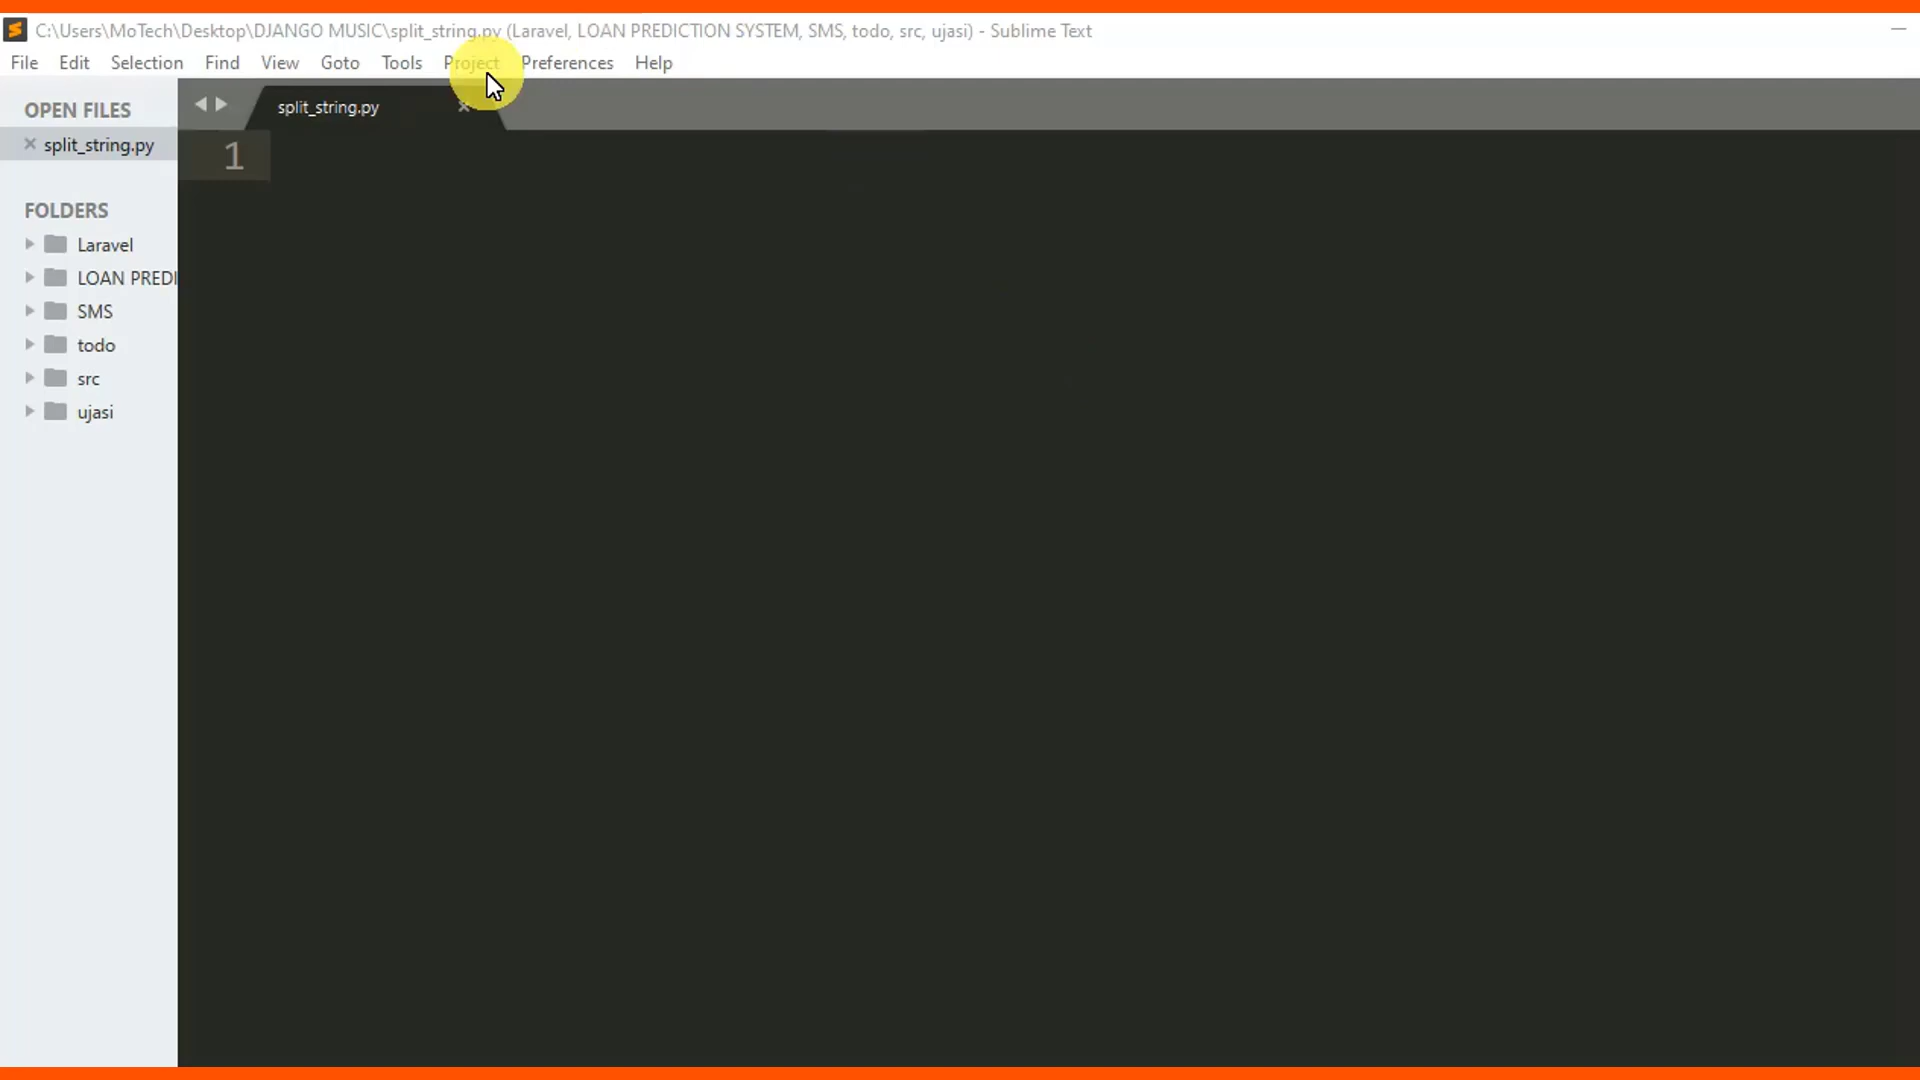 C:\Users\MoTech\Desktop\DJANGO MUSIC\split_string.py (Laravel, LOAN PREDICTION SYSTEM, SMS, todo, src, ujasi) - Sublime Text
File Edit Selection Find View Goto Tools Project Preferences Help
OPEN FILES
split_string.py
split_string.py
1
FOLDERS
Laravel
LOAN PREDI
SMS
todo
src
ujasi